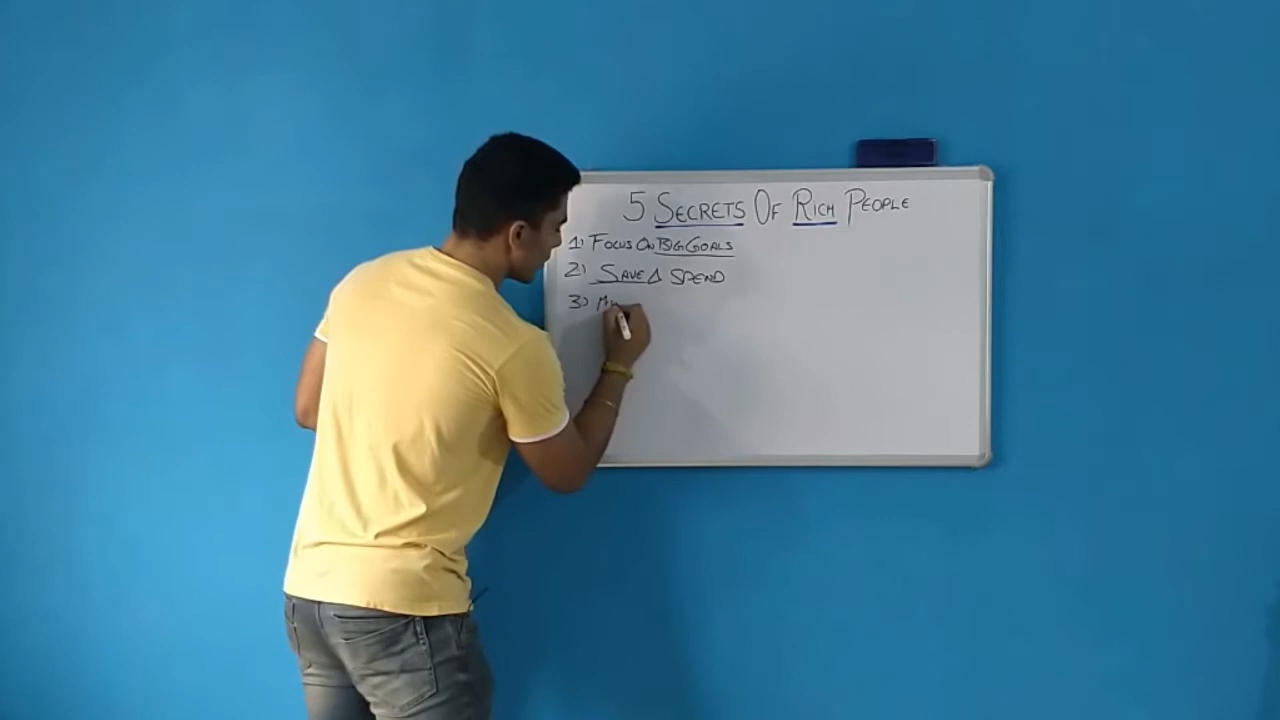 5 SECRETS OF RICH PEOPLE
1) FOCUS ON BIG GOALS
2) SAVE Δ SPEND
3)